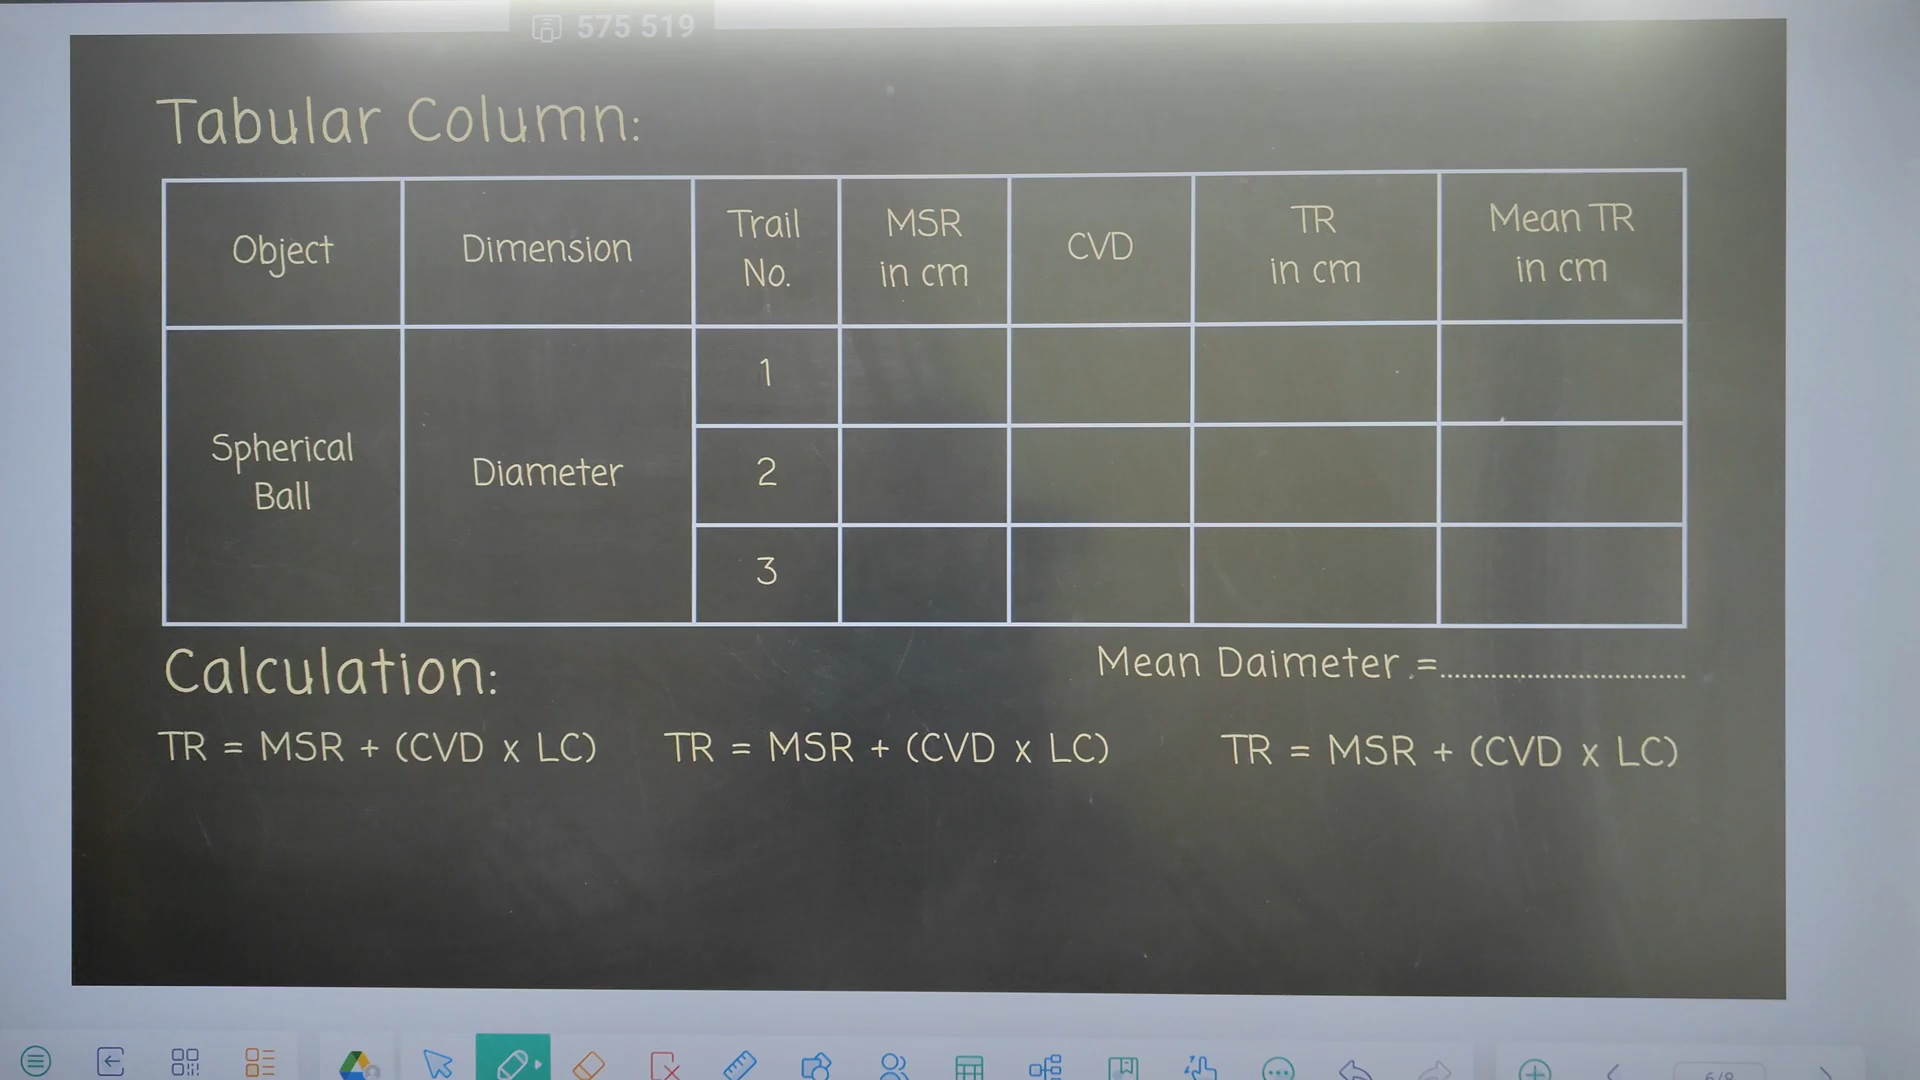 575 519
Tabular Column:
Object
Dimension
Trail
No.
MSR
in cm
CVD
TR
in cm
Mean TR
in cm
Spherical
Ball
Diameter
1
2
3
Calculation:
Mean Daimeter =..............................
TR = MSR + (CVD x LC)
TR = MSR + (CVD x LC)
TR = MSR + (CVD x LC)